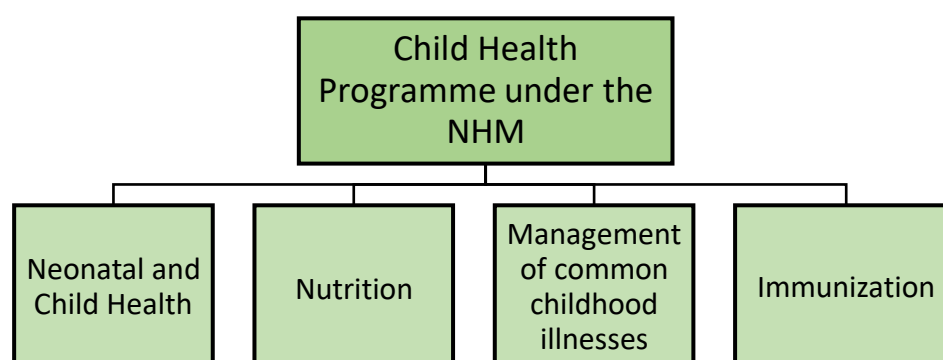 Child Health
Programme under the
NHM
Neonatal and
Child Health
Nutrition
Management
of common
childhood
illnesses
Immunization